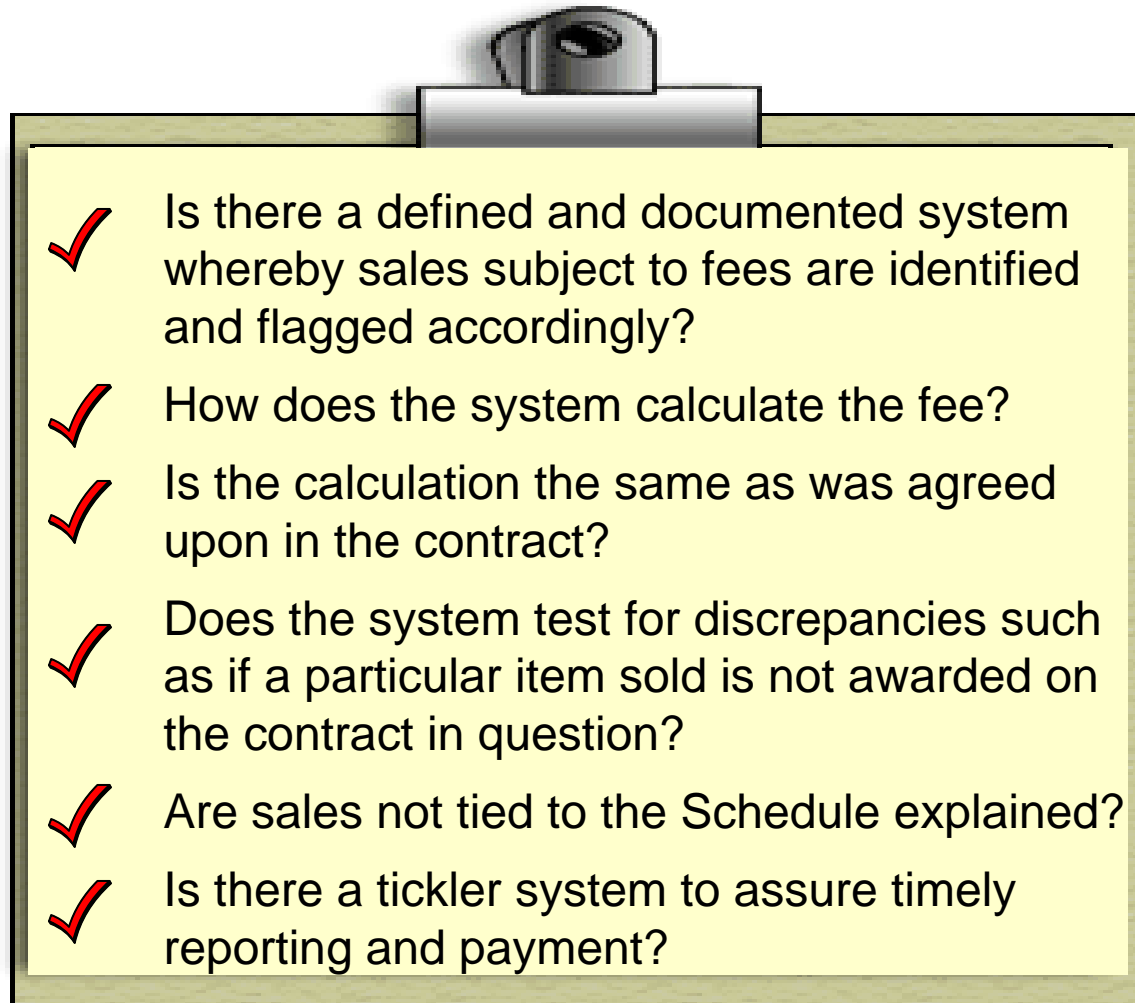 Is there a defined and documented system
whereby sales subject to fees are identified
and flagged accordingly?
How does the system calculate the fee?
Is the calculation the same as was agreed
upon in the contract?
Does the system test for discrepancies such
as if a particular item sold is not awarded on
the contract in question?
Are sales not tied to the Schedule explained?
Is there a tickler system to assure timely
reporting and payment?